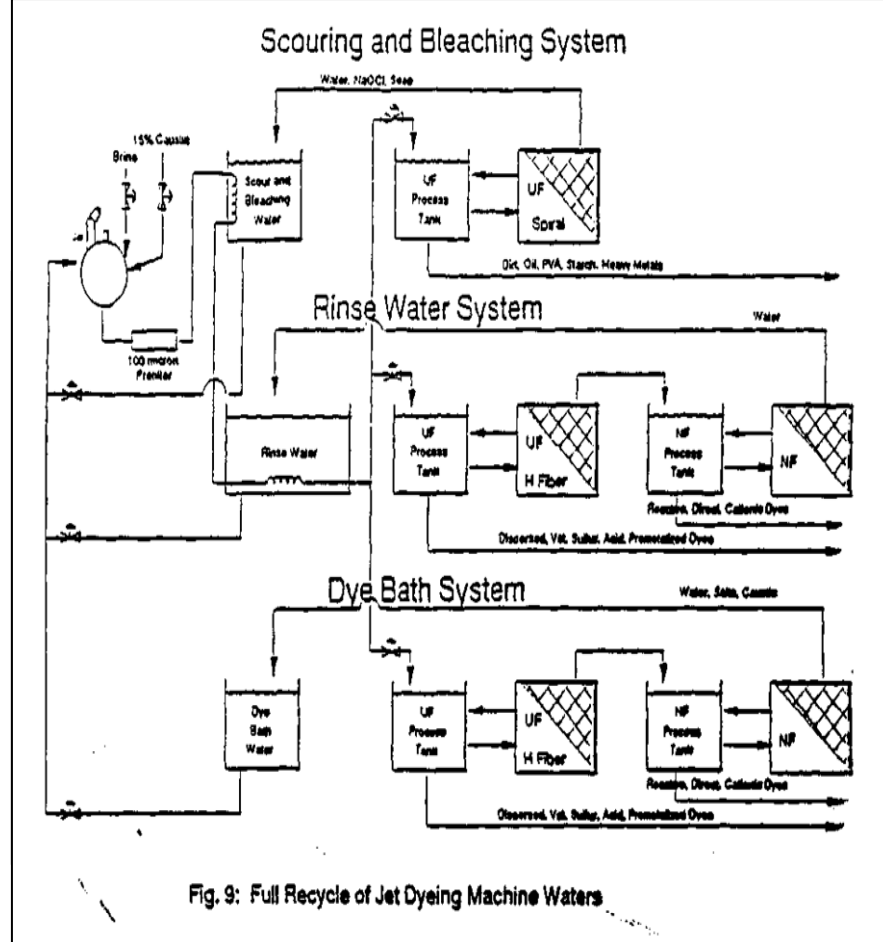 Scouring and Bleaching System
Water, NaOCl, Soap
15% Caustic
Brine
Scour and
Bleaching
Water
UF
Process
Tank
UF
Spiral
Dirt, Oil, PVA, Starch, Heavy Metals
100 micron
Prefilter
Rinse Water System
Water
Rinse Water
UF
Process
Tank
UF
H Fiber
NF
Process
Tank
NF
Reactive, Direct, Cationic Dyes
Dispersed, Vat, Sulfur, Acid, Premetalized Dyes
Dye Bath System
Water, Salts, Caustic
Dye
Bath
Water
UF
Process
Tank
UF
H Fiber
NF
Process
Tank
NF
Reactive, Direct, Cationic Dyes
Dispersed, Vat, Sulfur, Acid, Premetalized Dyes
Fig. 9: Full Recycle of Jet Dyeing Machine Waters